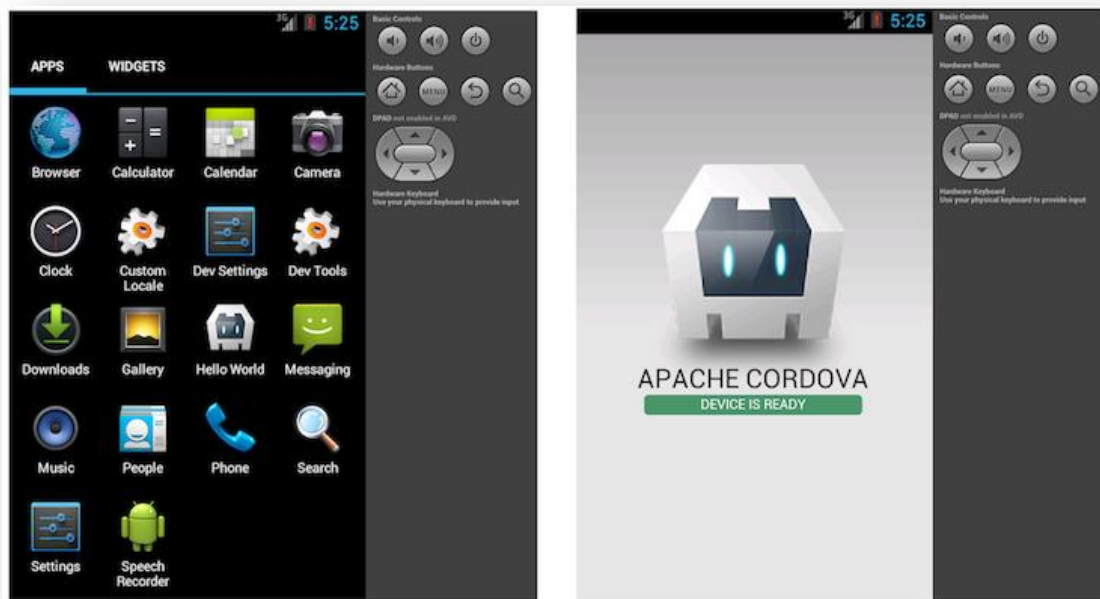 3G 5:25
APPS WIDGETS
Browser Calculator Calendar Camera
Clock Custom Locale Dev Settings Dev Tools
Downloads Gallery Hello World Messaging
Music People Phone Search
Settings Speech Recorder
Basic Controls
Hardware Buttons
MENU
DPAD not enabled in AVD
Hardware Keyboard
Use your physical keyboard to provide input
3G 5:25
APACHE CORDOVA
DEVICE IS READY
Basic Controls
Hardware Buttons
MENU
DPAD not enabled in AVD
Hardware Keyboard
Use your physical keyboard to provide input